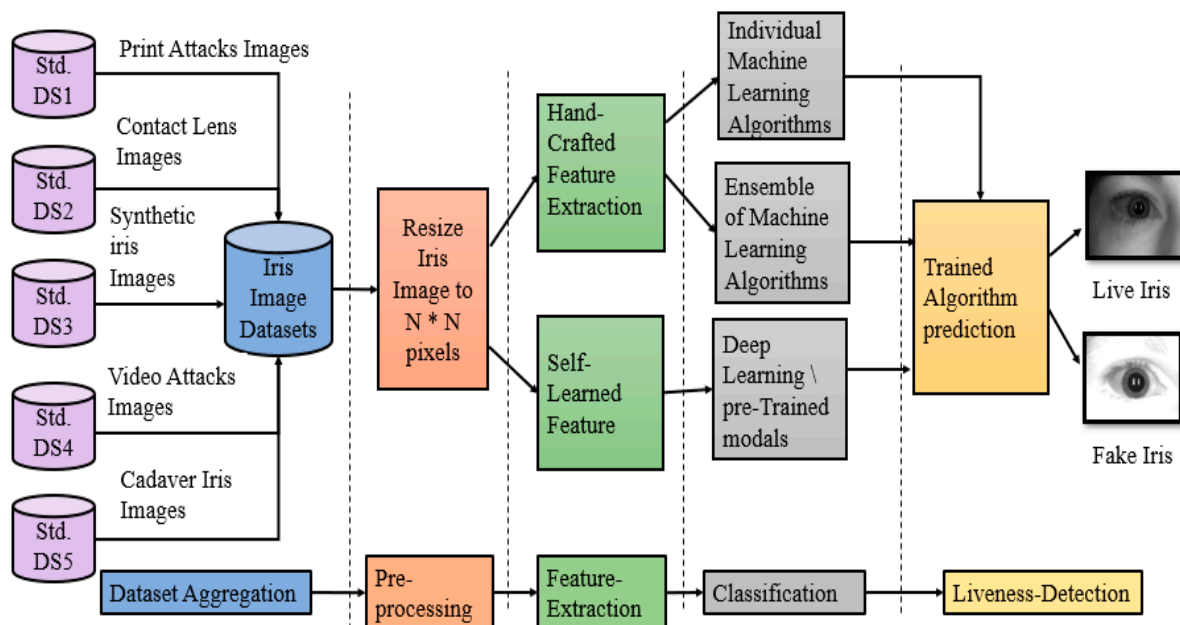 Std.
DS1
Print Attacks Images
Std.
DS2
Contact Lens
Images
Std.
DS3
Synthetic
iris
Images
Std.
DS4
Video Attacks
Images
Std.
DS5
Cadaver Iris
Images
Iris
Image
Datasets
Resize
Iris
Image to
N * N
pixels
Hand-
Crafted
Feature
Extraction
Self-
Learned
Feature
Individual
Machine
Learning
Algorithms
Ensemble
of Machine
Learning
Algorithms
Deep
Learning \
pre-Trained
modals
Trained
Algorithm
prediction
Live Iris
Fake Iris
Dataset Aggregation
Pre-
processing
Feature-
Extraction
Classification
Liveness-Detection